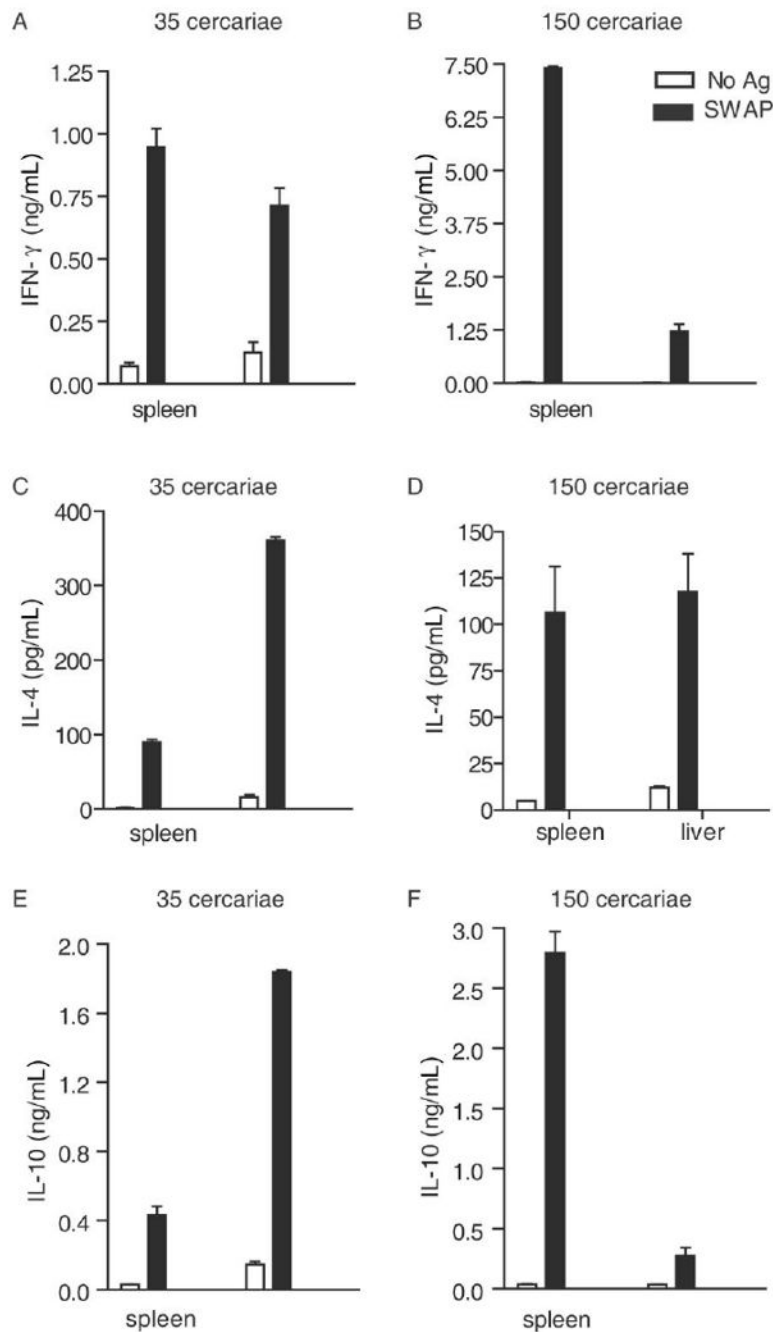 A
35 cercariae
1.25
1.00
0.75
0.50
0.25
0.00
IFN- γ (ng/mL)
spleen
B
150 cercariae
7.50
6.25
5.00
3.75
2.50
1.25
0.00
IFN- γ (ng/mL)
No Ag
SWAP
spleen
C
35 cercariae
400
300
200
100
0
IL-4 (pg/mL)
spleen
D
150 cercariae
150
125
100
75
50
25
0
IL-4 (pg/mL)
spleen liver
E
35 cercariae
2.0
1.6
1.2
0.8
0.4
0.0
IL-10 (ng/mL)
spleen
F
150 cercariae
3.0
2.5
2.0
1.5
1.0
0.5
0.0
IL-10 (ng/mL)
spleen